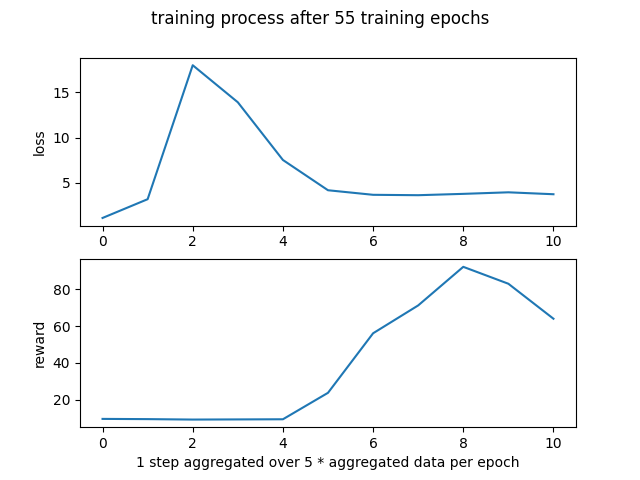 training process after 55 training epochs
15
10
5
loss
0 2 4 6 8 10
80
60
40
20
reward
0 2 4 6 8 10
1 step aggregated over 5 * aggregated data per epoch